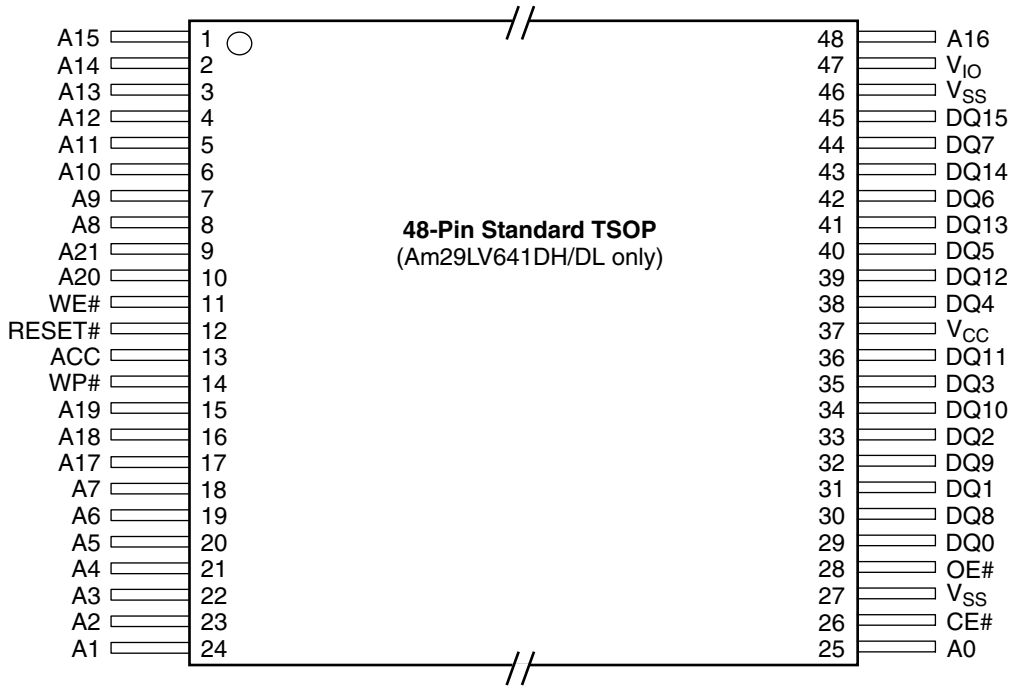 A15 1 48 A16
A14 2 47 VIO
A13 3 46 VSS
A12 4 45 DQ15
A11 5 44 DQ7
A10 6 43 DQ14
A9 7 42 DQ6
A8 8 41 DQ13
A21 9 40 DQ5
A20 10 39 DQ12
WE# 11 38 DQ4
RESET# 12 37 VCC
ACC 13 36 DQ11
WP# 14 35 DQ3
A19 15 34 DQ10
A18 16 33 DQ2
A17 17 32 DQ9
A7 18 31 DQ1
A6 19 30 DQ8
A5 20 29 DQ0
A4 21 28 OE#
A3 22 27 VSS
A2 23 26 CE#
A1 24 25 A0
48-Pin Standard TSOP
(Am29LV641DH/DL only)